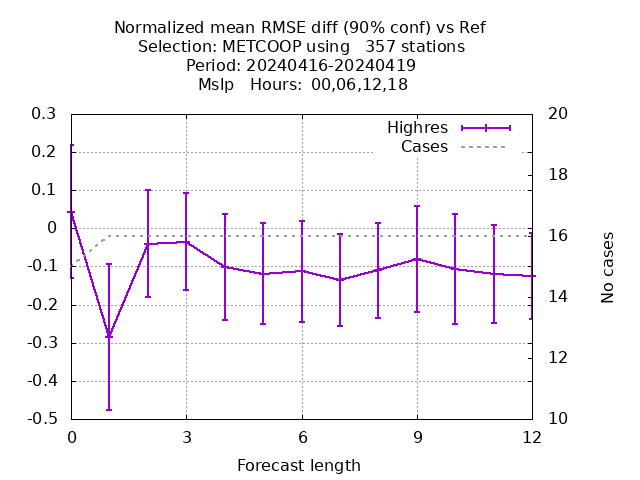 Normalized mean RMSE diff (90% conf) vs Ref
Selection: METCOOP using   357 stations
Period: 20240416-20240419
Mslp   Hours: 00,06,12,18
0.3
0.2
0.1
0
-0.1
-0.2
-0.3
-0.4
-0.5
20
18
16
14
12
10
Highres
Cases
No cases
0
3
6
9
12
Forecast length